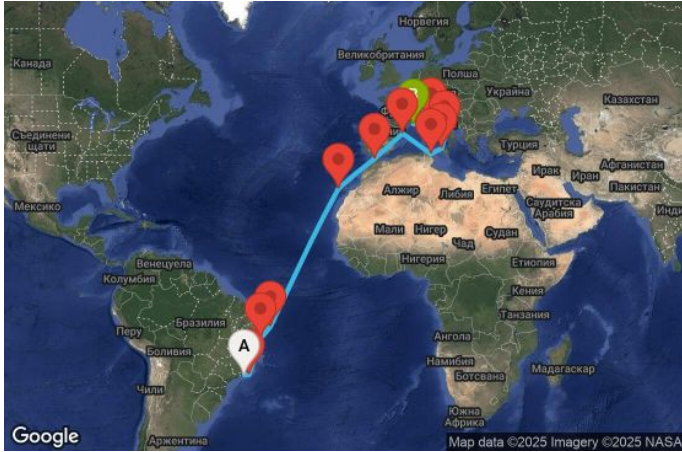 Норвегия
Канада
Великобритания
Полша
Украйна
Казахстан
Съединени
щати
Турция
Афганистан
Ирак
Иран
Пакистан
Алжир
Либия
Египет
Саудитска
Арабия
Мексико
Мали
Нигер
Судан
Чад
Венецуела
Нигерия
Етиопия
Колумбия
Кения
Бразилия
Танзания
Перу
Ангола
A
Боливия
Намибия
Ботсвана
Мадагаскар
Чили
Южна
Африка
Аржентина
Google
Map data ©2025 Imagery ©2025 NASA